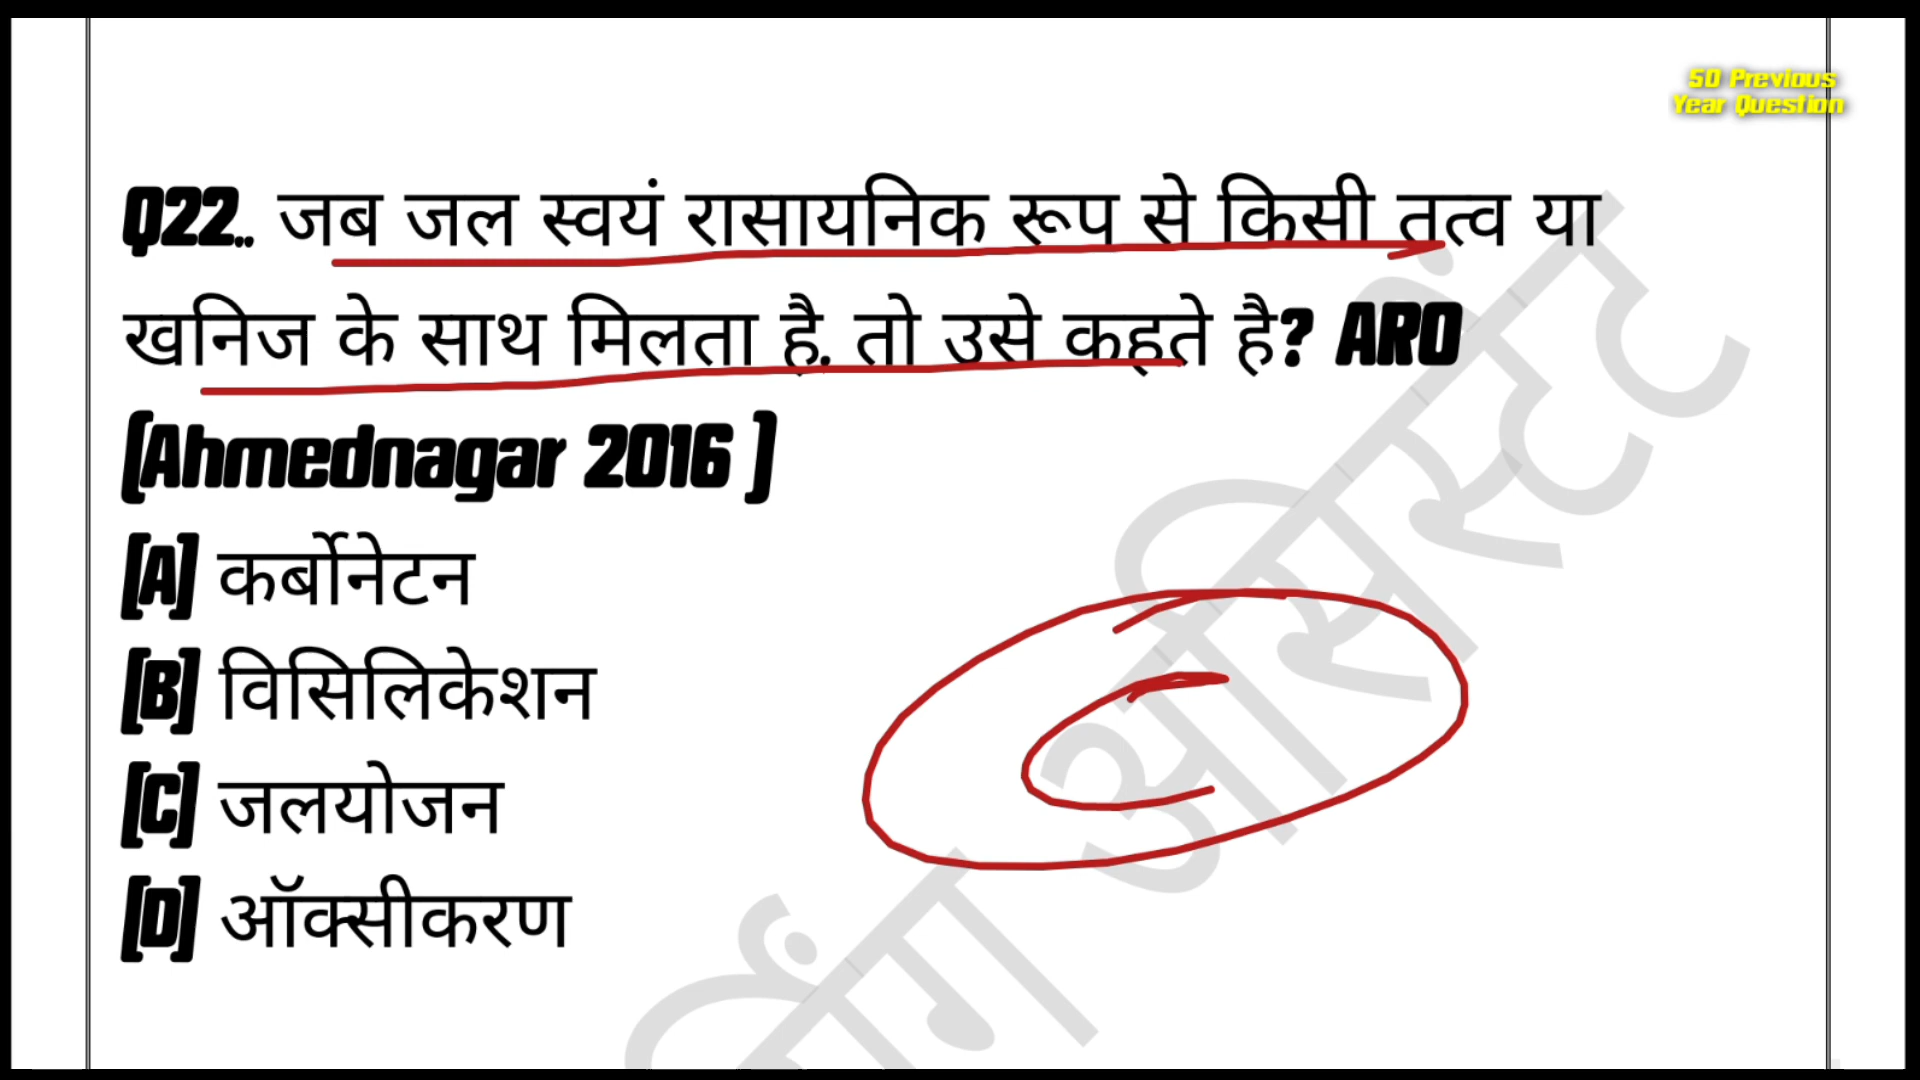 50 Previous
Year Question
Q22.. जब जल स्वयं रासायनिक रूप से किसी तत्व या
खनिज के साथ मिलता है, तो उसे कहते है? ARO
(Ahmednagar 2016 )
[A] कर्बोनेटन
[B] विसिलिकेशन
[C] जलयोजन
[D] ऑक्सीकरण
C
असिस्टेंट